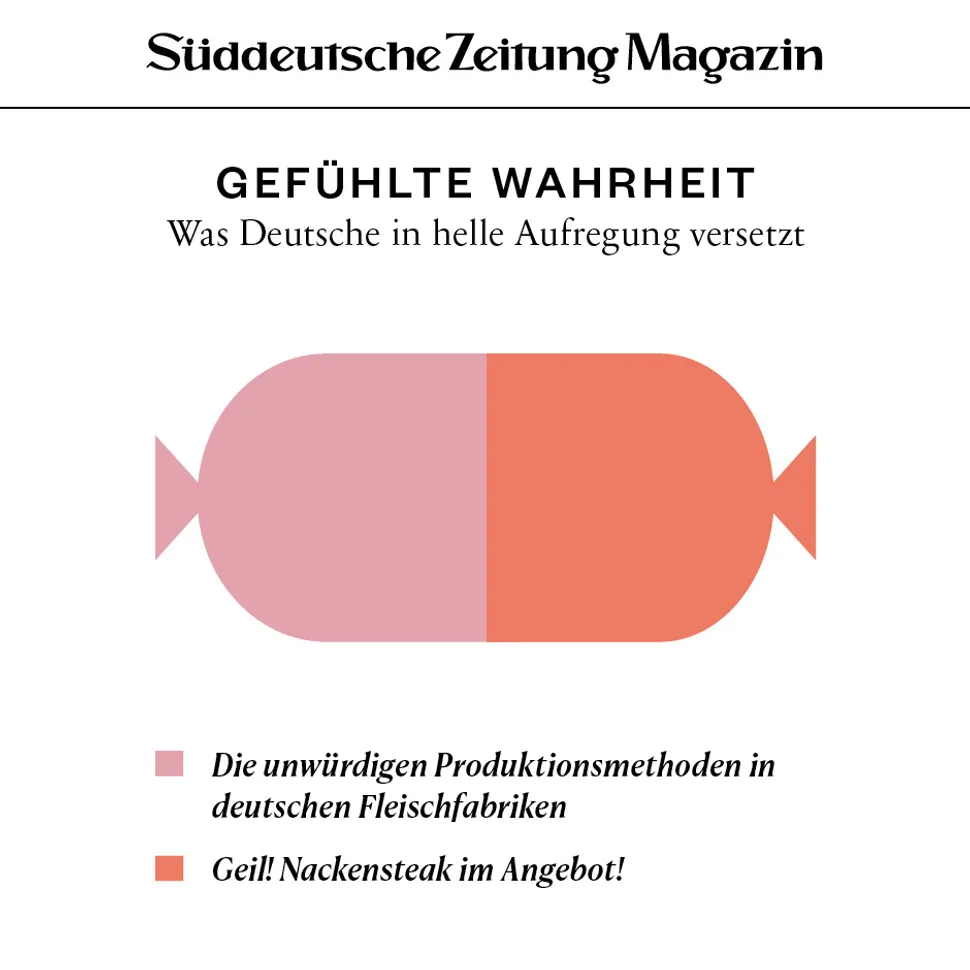 Süddeutsche Zeitung Magazin
GEFÜHLTE WAHRHEIT
Was Deutsche in helle Aufregung versetzt
Die unwürdigen Produktionsmethoden in
deutschen Fleischfabriken
Geil! Nackensteak im Angebot!